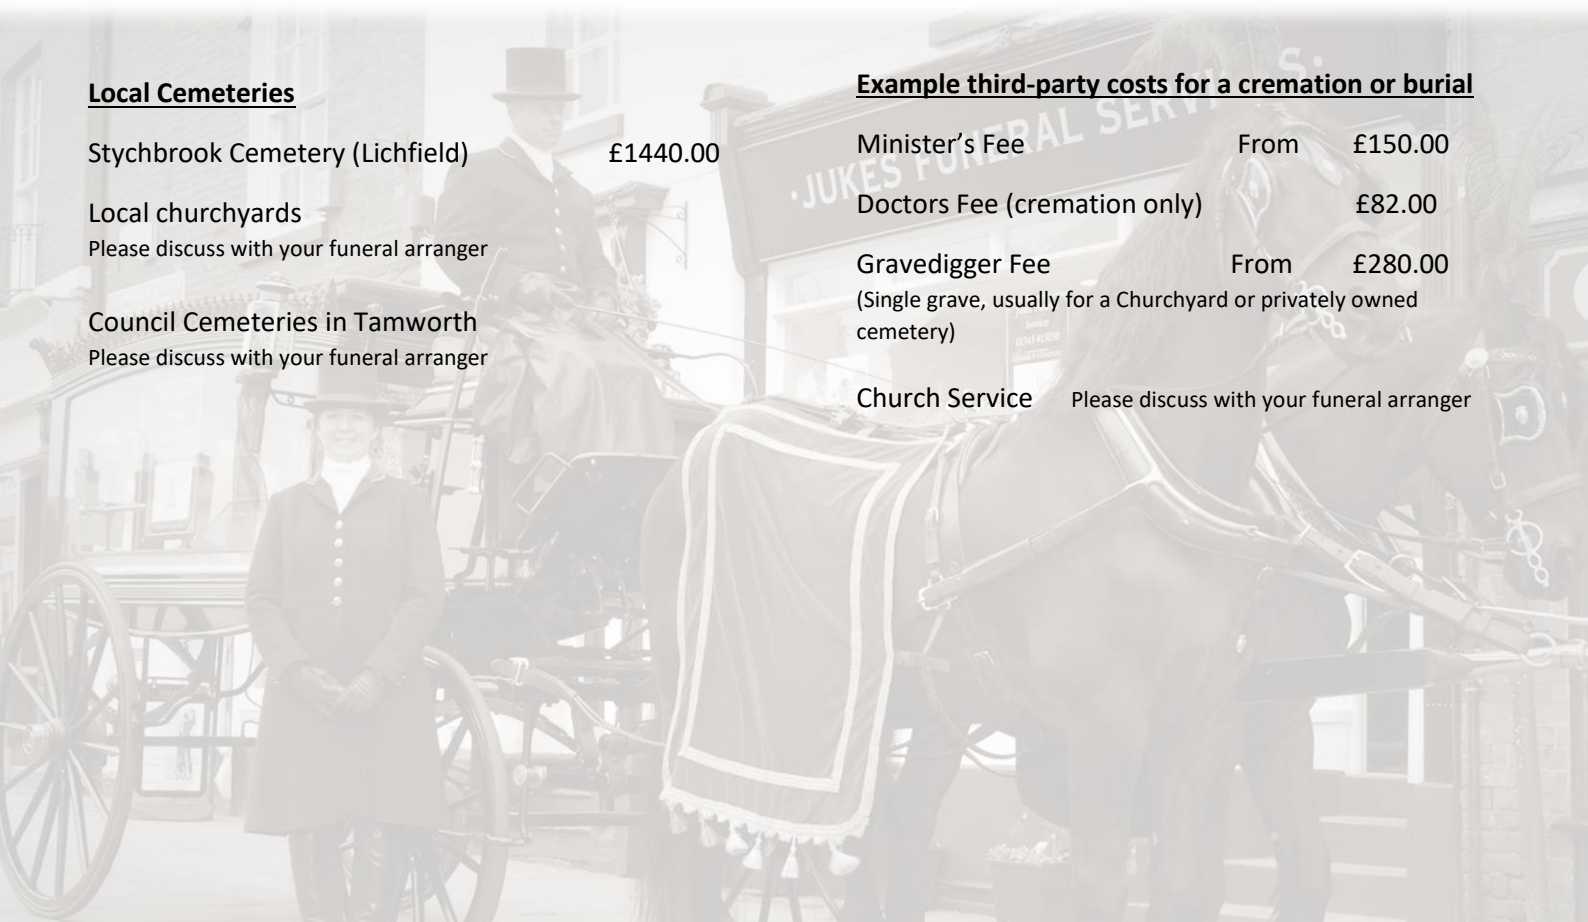 Local Cemeteries
Stychbrook Cemetery (Lichfield) £1440.00
Local churchyards
Please discuss with your funeral arranger
Council Cemeteries in Tamworth
Please discuss with your funeral arranger
Example third-party costs for a cremation or burial
Minister’s Fee From £150.00
Doctors Fee (cremation only) £82.00
Gravedigger Fee From £280.00
(Single grave, usually for a Churchyard or privately owned
cemetery)
Church Service Please discuss with your funeral arranger
·JUKES FUNERAL SERVICES·